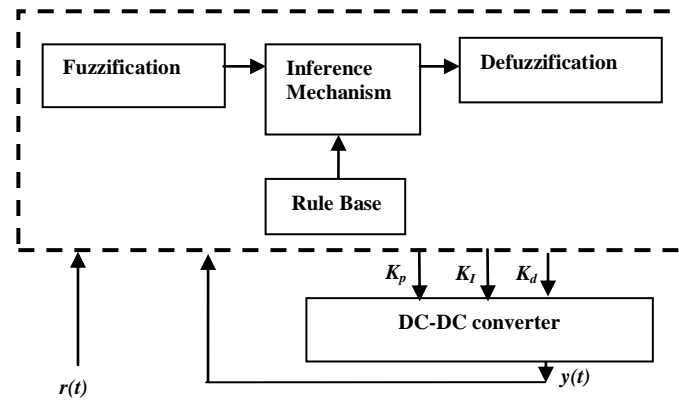 Fuzzification
Inference
Mechanism
Defuzzification
Rule Base
Kp KI Kd
DC-DC converter
r(t)
y(t)